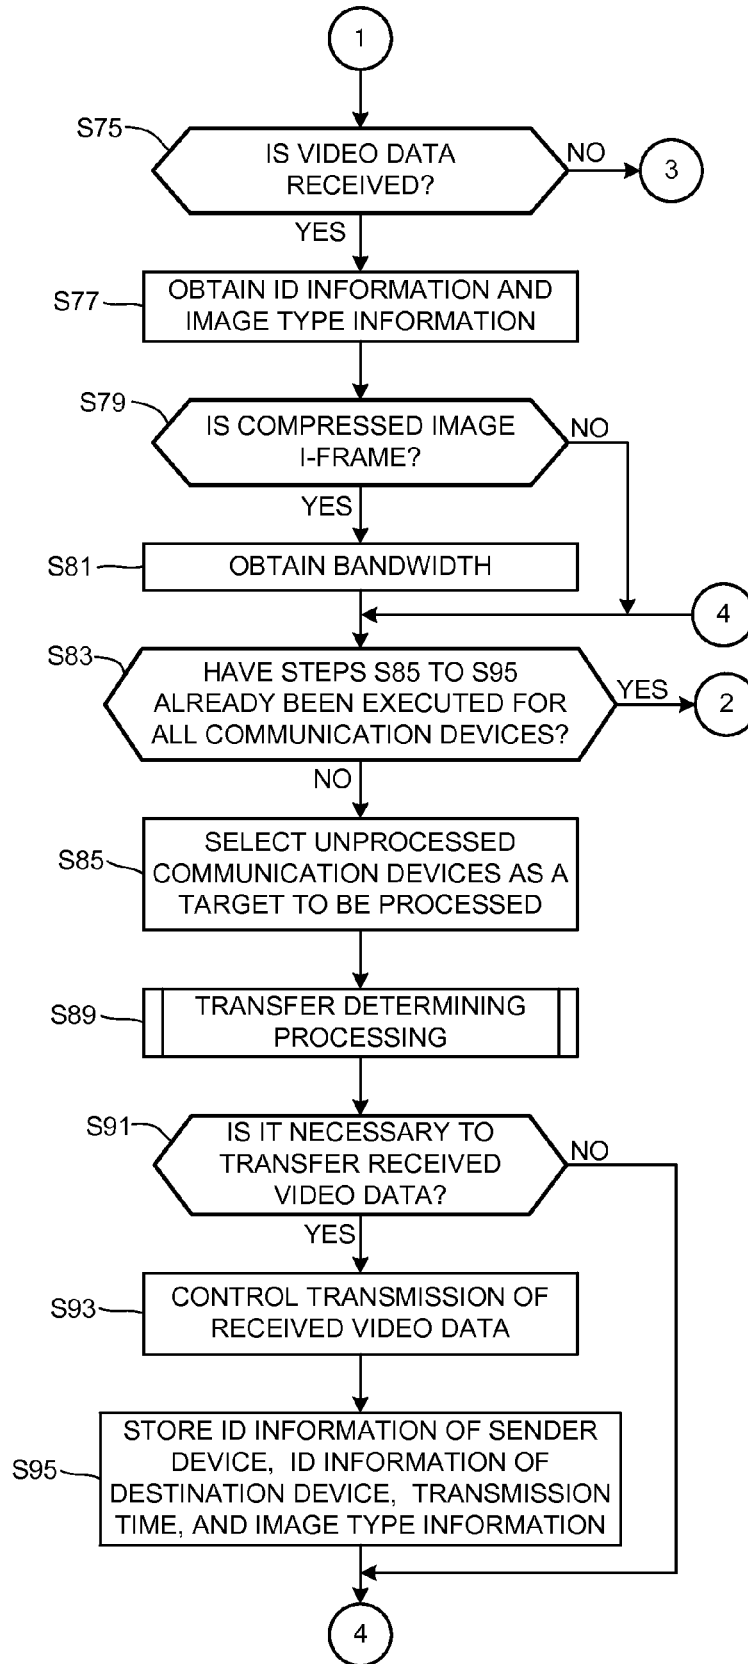 1
S75
IS VIDEO DATA
RECEIVED?
NO
3
YES
S77
OBTAIN ID INFORMATION AND
IMAGE TYPE INFORMATION
S79
IS COMPRESSED IMAGE
I-FRAME?
NO
YES
S81
OBTAIN BANDWIDTH
4
S83
HAVE STEPS S85 TO S95
ALREADY BEEN EXECUTED FOR
ALL COMMUNICATION DEVICES?
YES
2
NO
S85
SELECT UNPROCESSED
COMMUNICATION DEVICES AS A
TARGET TO BE PROCESSED
S89
TRANSFER DETERMINING
PROCESSING
S91
IS IT NECESSARY TO
TRANSFER RECEIVED
VIDEO DATA?
NO
YES
S93
CONTROL TRANSMISSION OF
RECEIVED VIDEO DATA
S95
STORE ID INFORMATION OF SENDER
DEVICE, ID INFORMATION OF
DESTINATION DEVICE, TRANSMISSION
TIME, AND IMAGE TYPE INFORMATION
4